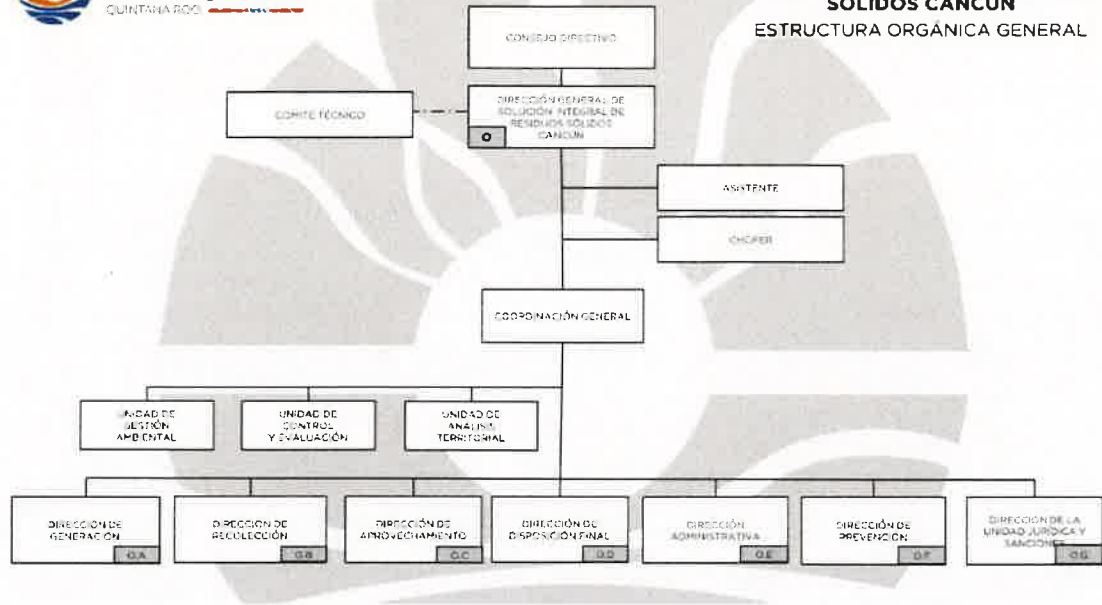 QUINTANA ROO
SÓLIDOS CANCÚN
ESTRUCTURA ORGÁNICA GENERAL
CONSEJO DIRECTIVO
COMITÉ TÉCNICO
DIRECCIÓN GENERAL DE
SOLUCIÓN INTEGRAL DE
RESIDUOS SÓLIDOS
CANCÚN
O
ASISTENTE
CHOFER
COORDINACIÓN GENERAL
UNIDAD DE
GESTIÓN
AMBIENTAL
UNIDAD DE
CONTROL
Y EVALUACIÓN
UNIDAD DE
ANÁLISIS
TERRITORIAL
DIRECCIÓN DE
GENERACIÓN
O.A
DIRECCIÓN DE
RECOLECCIÓN
O.B
DIRECCIÓN DE
APROVECHAMIENTO
O.C
DIRECCIÓN DE
DISPOSICIÓN FINAL
O.D
DIRECCIÓN
ADMINISTRATIVA
O.E
DIRECCIÓN DE
PREVENCIÓN
O.F
DIRECCIÓN DE LA
UNIDAD JURÍDICA Y
SANCIONES
O.G